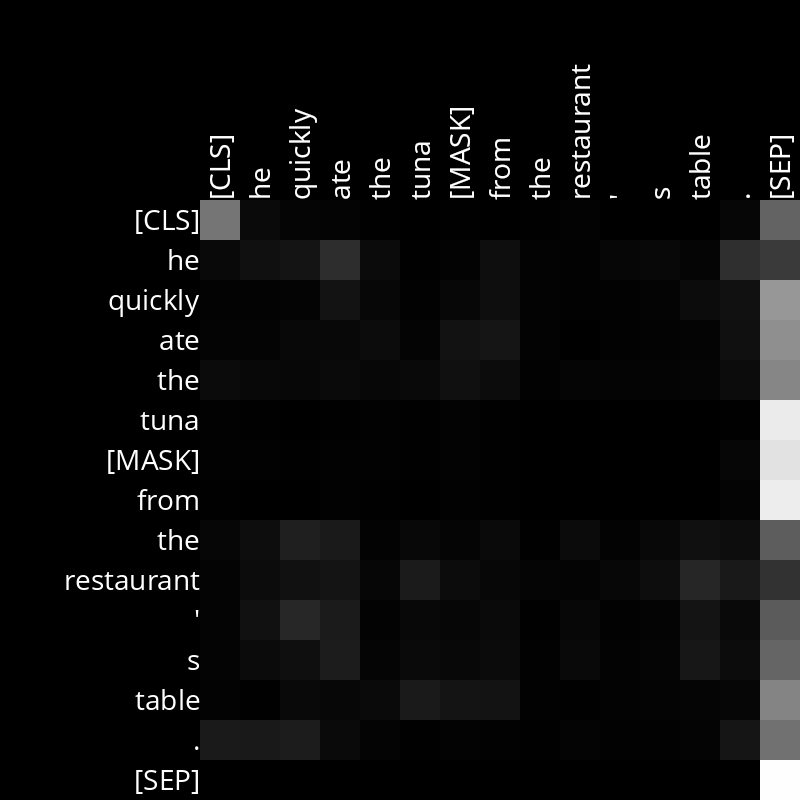 [CLS] he quickly ate the tuna [MASK] from the restaurant ' s table . [SEP]
[CLS]
he
quickly
ate
the
tuna
[MASK]
from
the
restaurant
'
s
table
.
[SEP]